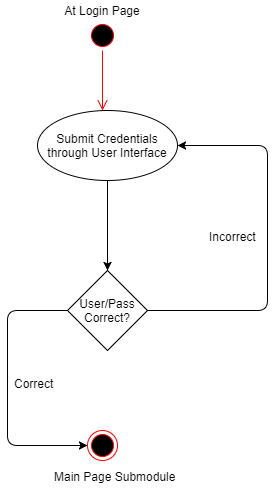 At Login Page
Submit Credentials
through User Interface
Incorrect
User/Pass
Correct?
Correct
Main Page Submodule